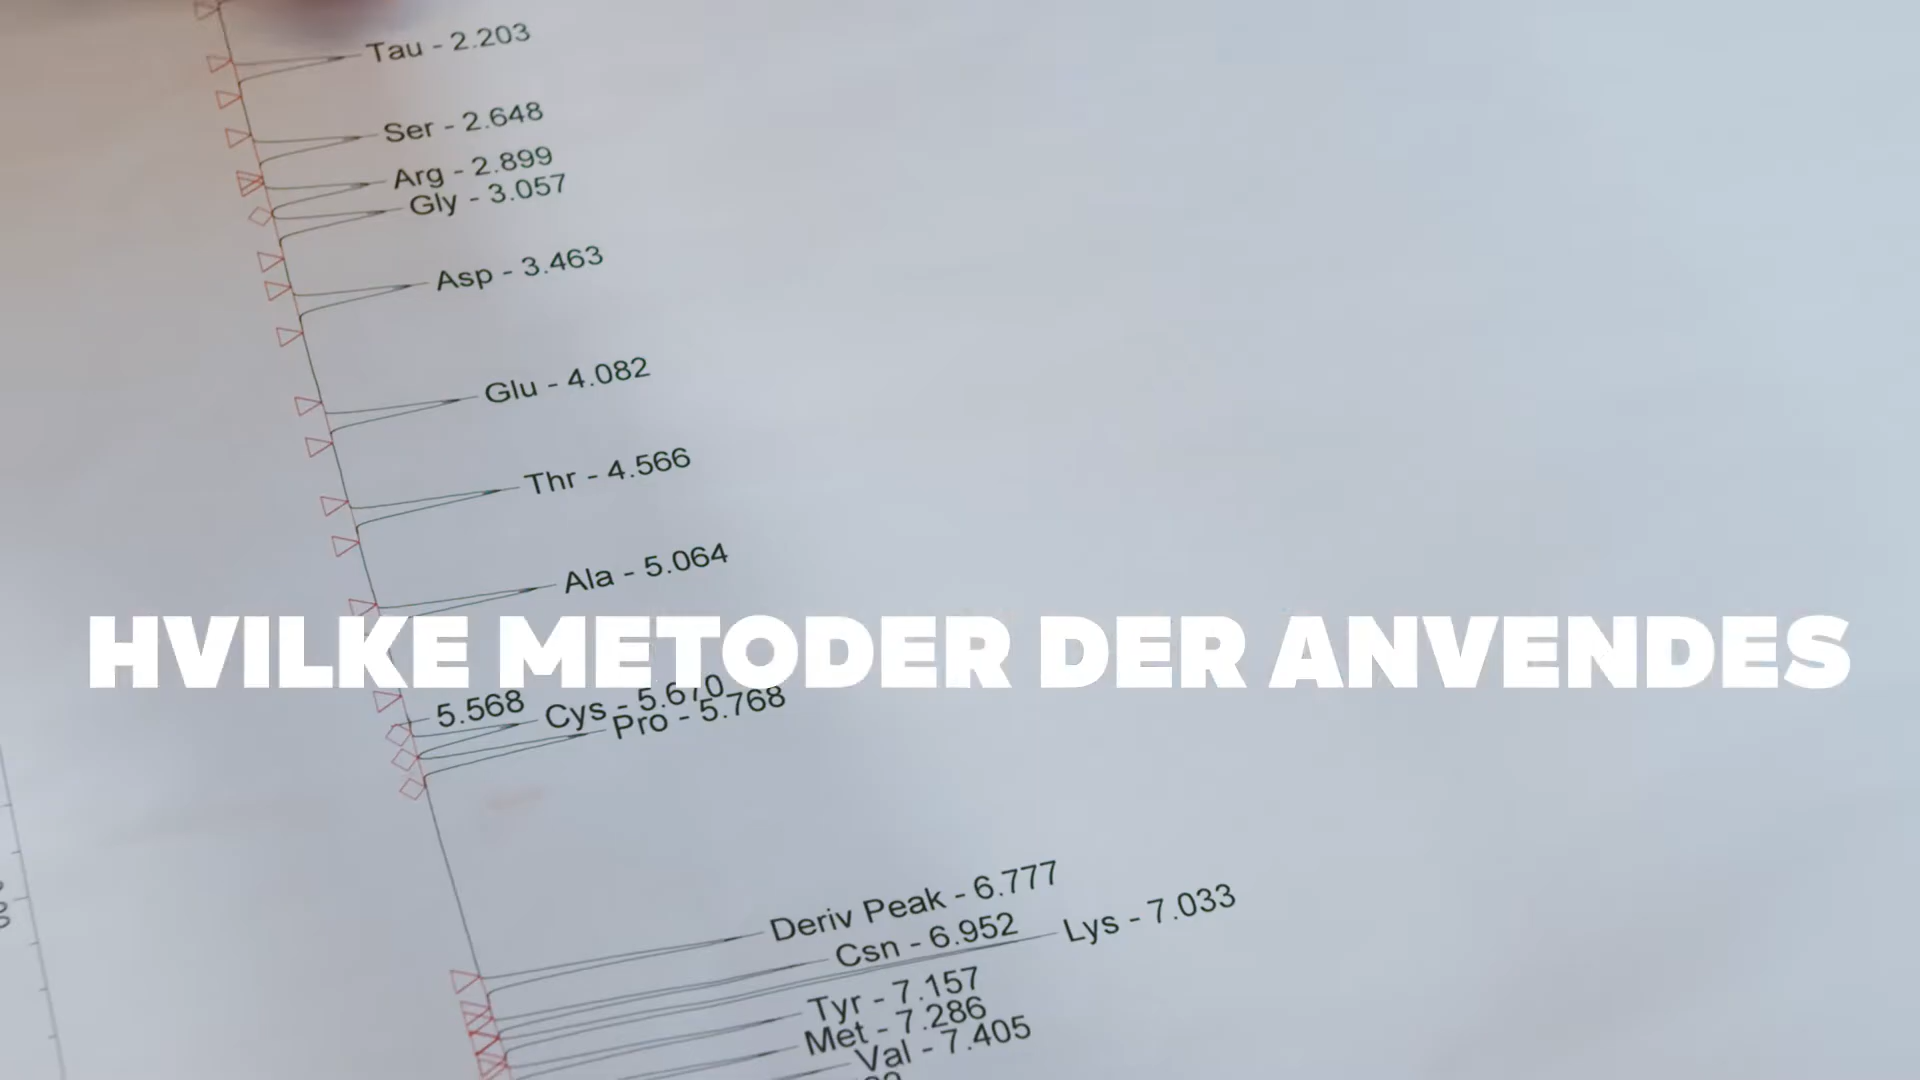 Tau - 2.203
Ser - 2.648
Arg - 2.899
Gly - 3.057
Asp - 3.463
Glu - 4.082
Thr - 4.566
Ala - 5.064
HVILKE METODER DER ANVENDES
5.568
Cys - 5.670
Pro - 5.768
Deriv Peak - 6.777
Csn - 6.952
Lys - 7.033
Tyr - 7.157
Met - 7.286
Val - 7.405